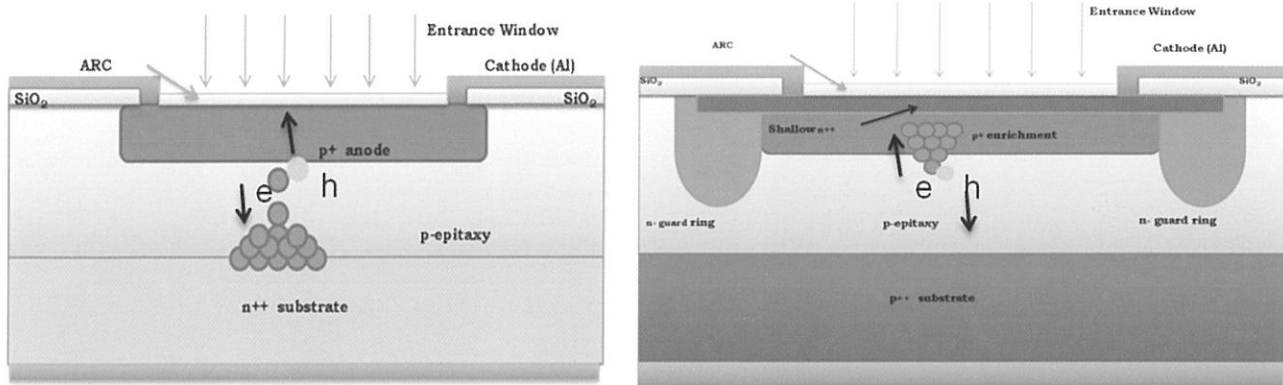 Entrance Window
ARC
Cathode (Al)
SiO₂
SiO₂
p+ anode
e
h
p-epitaxy
n++ substrate
Entrance Window
ARC
Cathode (Al)
SiO₂
SiO₂
Shallow n++
p+ enrichment
e
h
n- guard ring
p-epitaxy
n- guard ring
p++ substrate